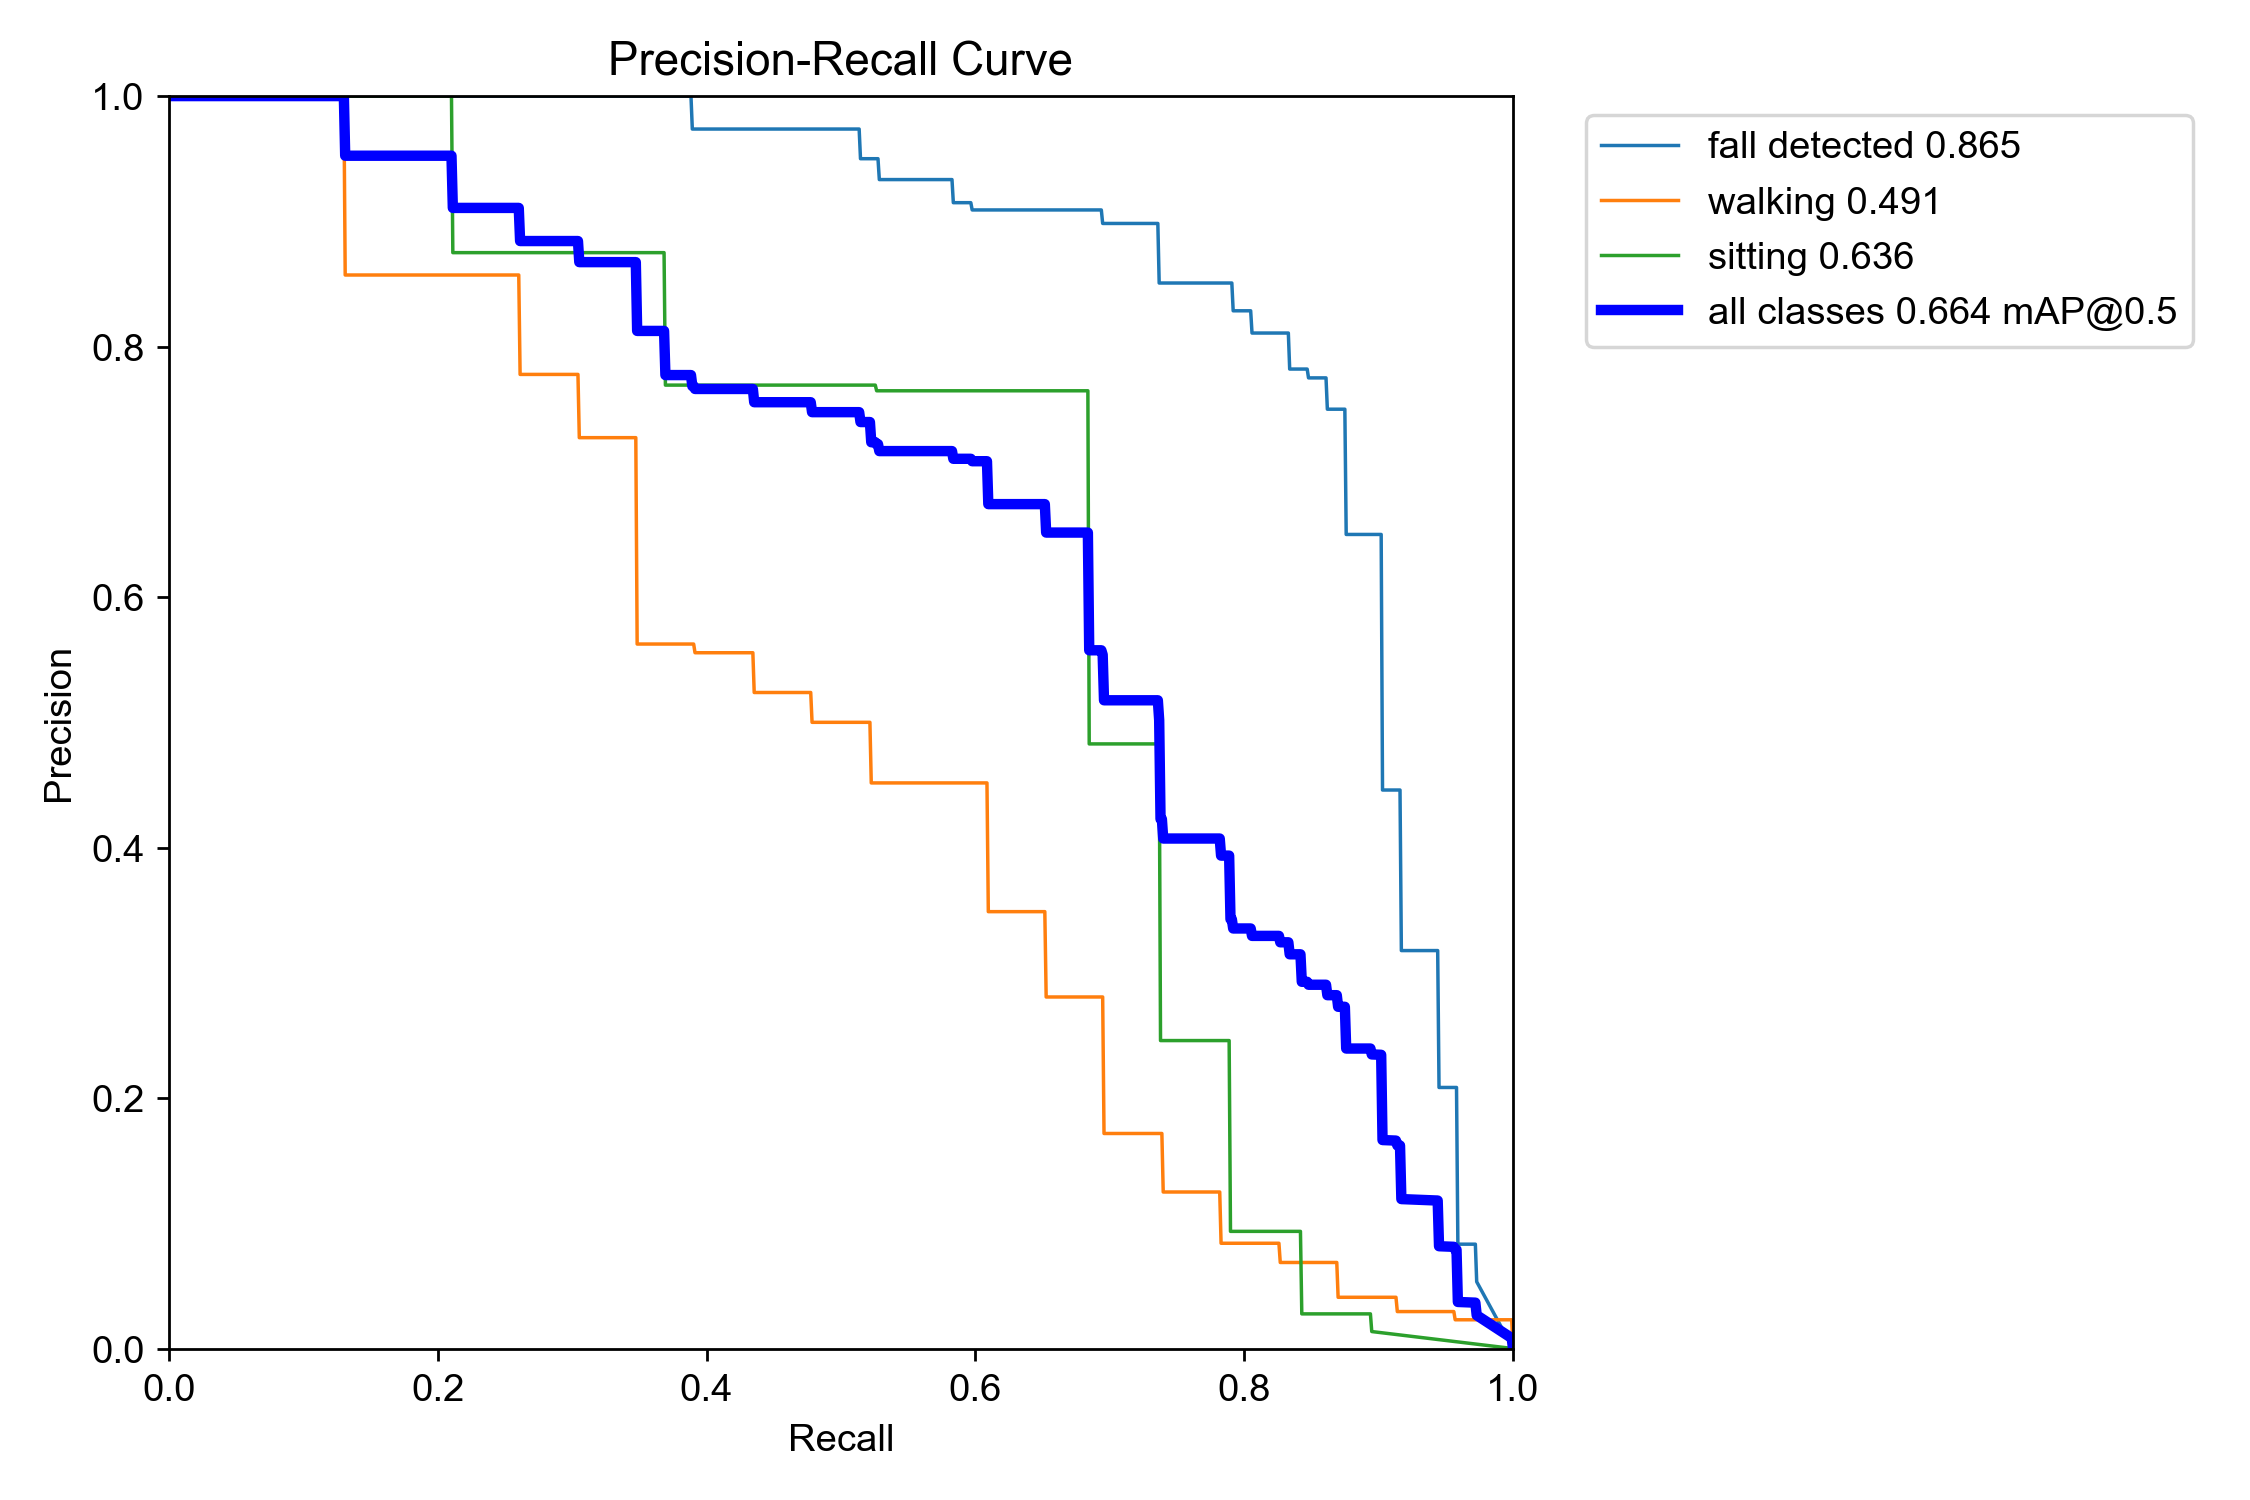 Precision-Recall Curve
1.0
0.8
0.6
0.4
0.2
0.0
Precision
0.0 0.2 0.4 0.6 0.8 1.0
Recall
fall detected 0.865
walking 0.491
sitting 0.636
all classes 0.664 mAP@0.5